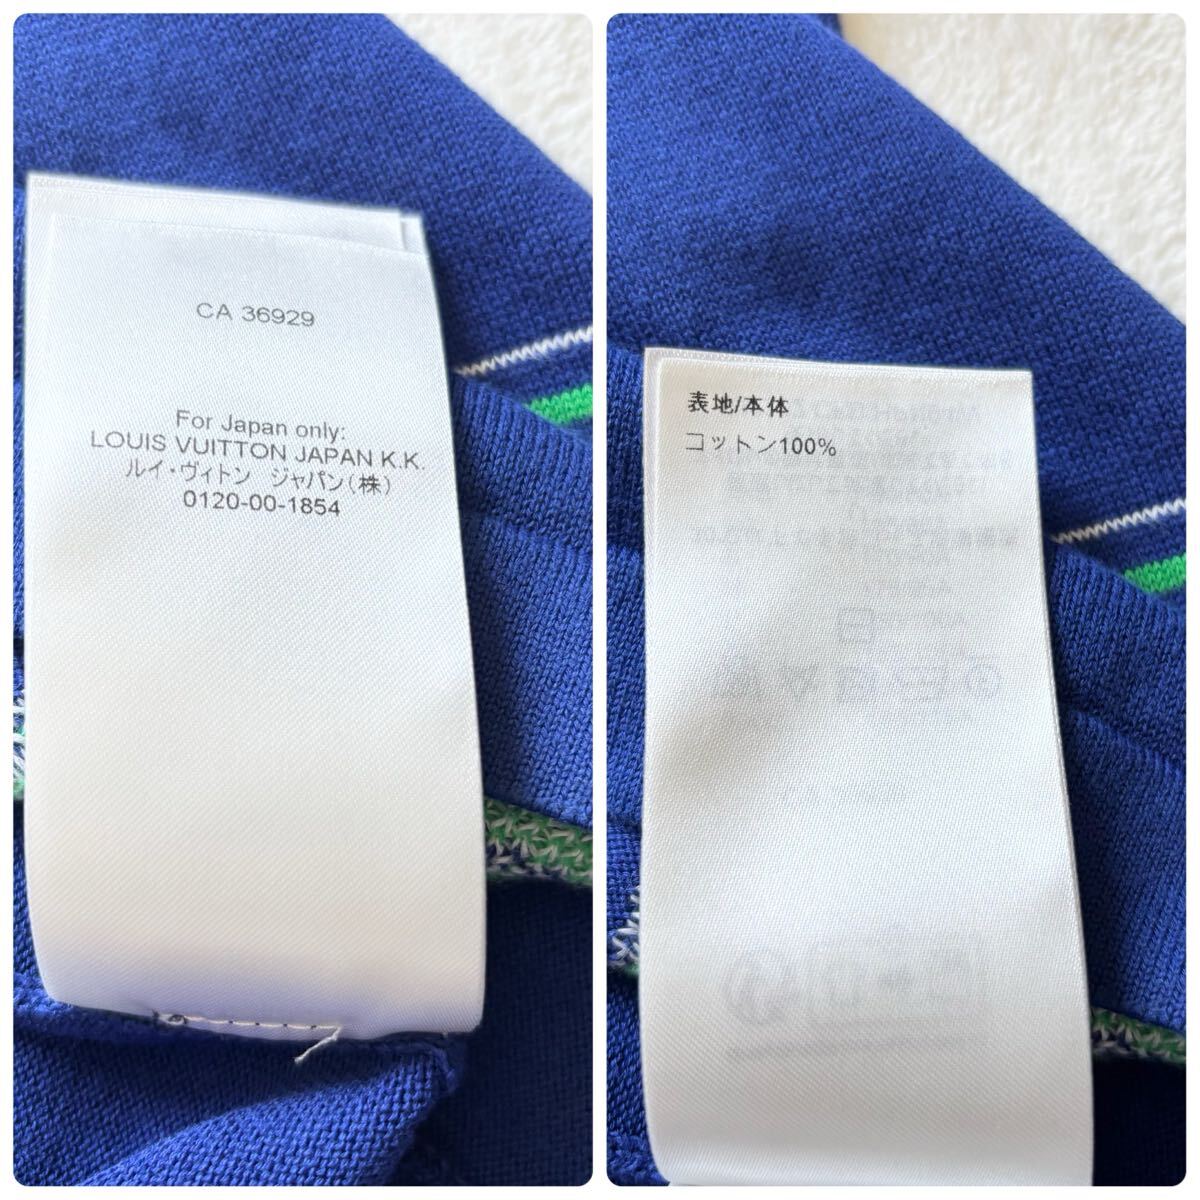 CA 36929
For Japan only:
LOUIS VUITTON JAPAN K.K.
ルイ・ヴィトン ジャパン(株)
0120-00-1854
表地/本体
コットン100%